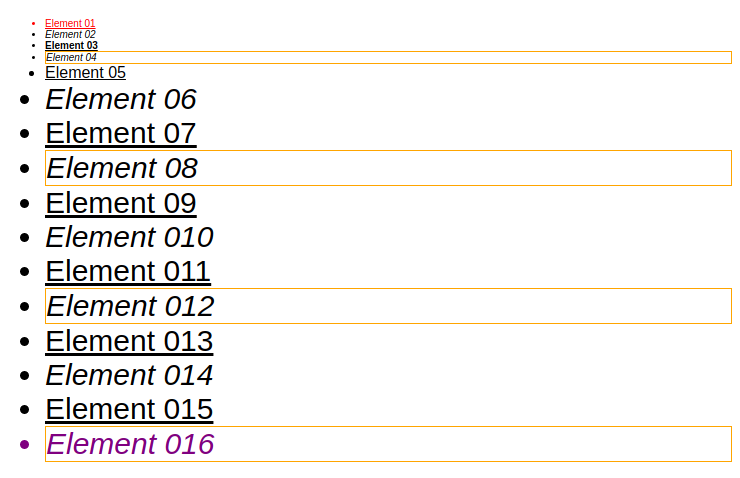 Element 01
Element 02
Element 03
Element 04
Element 05
Element 06
Element 07
Element 08
Element 09
Element 010
Element 011
Element 012
Element 013
Element 014
Element 015
Element 016